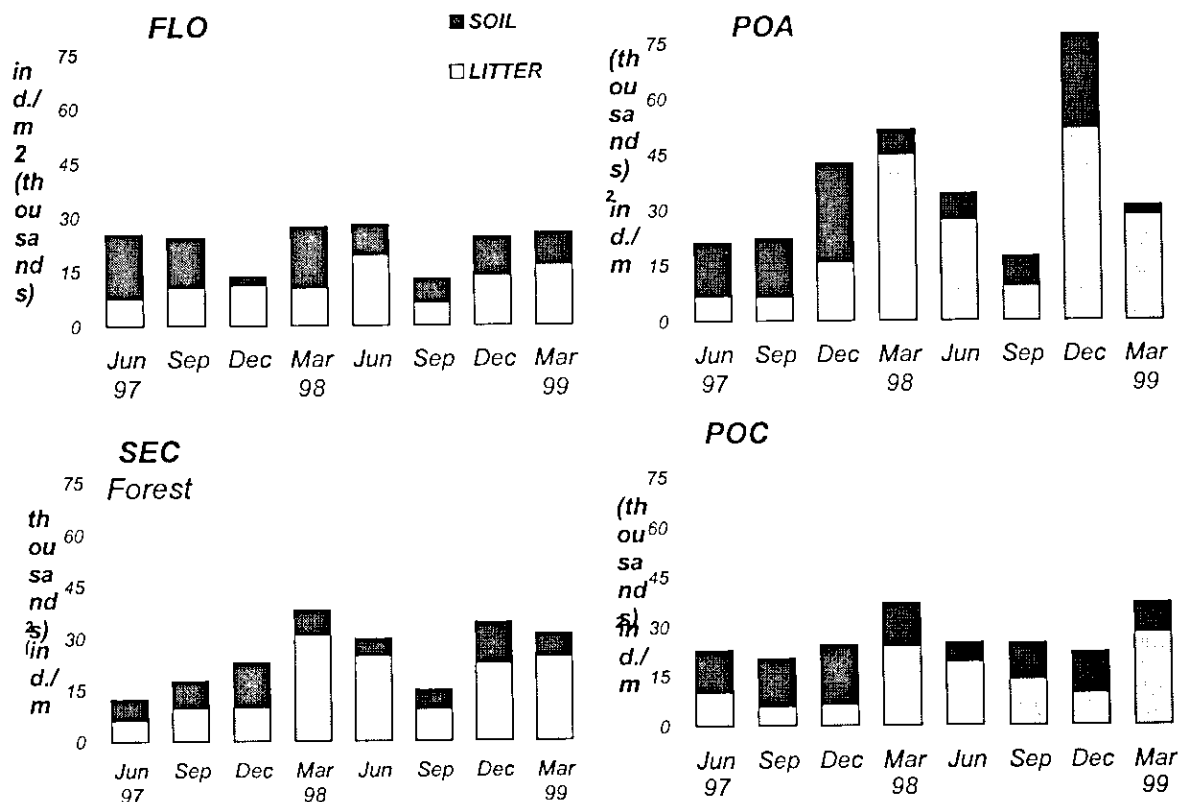 FLO
SOIL
LITTER
in
d./
m
2
(th
ou
sa
nd
s)
75
60
45
30
15
0
Jun Sep Dec Mar Jun Sep Dec Mar
97 98 99
POA
(th
ou
sa
nd
s)
2
in
d./
m
75
60
45
30
15
0
Jun Sep Dec Mar Jun Sep Dec Mar
97 98 99
SEC
Forest
th
ou
sa
nd
s)
2
(in
d./
m
75
60
45
30
15
0
Jun Sep Dec Mar Jun Sep Dec Mar
97 98 99
POC
(th
ou
sa
nd
s)
2
in
d./
m
75
60
45
30
15
0
Jun Sep Dec Mar Jun Sep Dec Mar
97 98 99